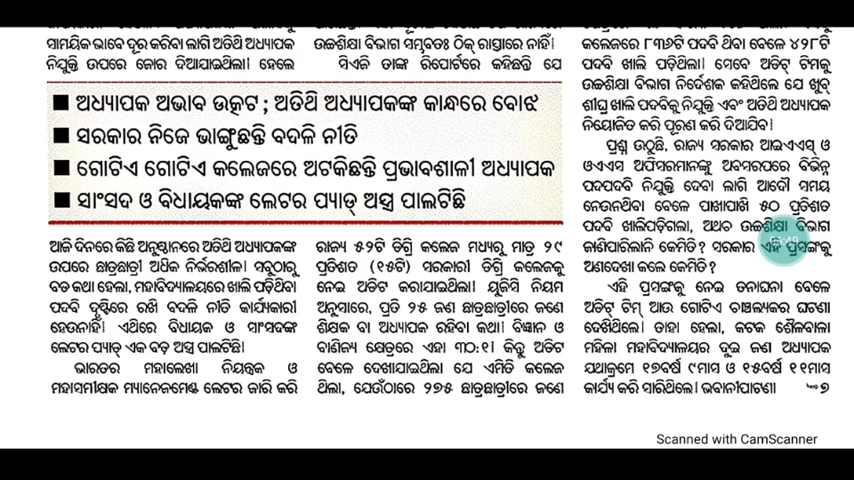 ସାମୟିକ ଭାବେ ଦୂର କରିବା ଲାଗି ଅତିଥି ଅଧ୍ୟାପକ
ନିଯୁକ୍ତି ଉପରେ ଜୋର ଦିଆଯାଇଥିଲା। ହେଲେ
ଉଚ୍ଚଶିକ୍ଷା ବିଭାଗ ସମ୍ଭବତଃ ଠିକ୍ ରାସ୍ତାରେ ନାହିଁ।
ସିଏଜି ତାଙ୍କ ରିପୋର୍ଟରେ କହିଛନ୍ତି ଯେ
■ ଅଧ୍ୟାପକ ଅଭାବ ଉତ୍କଟ; ଅତିଥି ଅଧ୍ୟାପକଙ୍କ କାନ୍ଧରେ ବୋଝ
■ ସରକାର ନିଜେ ଭାଙ୍ଗୁଛନ୍ତି ବଦଳି ନୀତି
■ ଗୋଟିଏ ଗୋଟିଏ କଲେଜରେ ଅଟକିଛନ୍ତି ପ୍ରଭାବଶାଳୀ ଅଧ୍ୟାପକ
■ ସାଂସଦ ଓ ବିଧାୟକଙ୍କ ଲେଟର ପ୍ୟାଡ୍ ଅସ୍ତ୍ର ପାଲଟିଛି
ଆଜି ଦିନରେ କିଛି ଅନୁଷ୍ଠାନରେ ଅତିଥି ଅଧ୍ୟାପକଙ୍କ
ଉପରେ ଛାତ୍ରଛାତ୍ରୀ ଅଧିକ ନିର୍ଭରଶୀଳ। ସବୁଠାରୁ
ବଡ କଥା ହେଲା, ମହାବିଦ୍ୟାଳୟରେ ଖାଲି ପଡ଼ିଥିବା
ପଦବି ଦୃଷ୍ଟିରେ ରଖି ବଦଳି ନୀତି କାର୍ଯ୍ୟକାରୀ
ହେଉନାହିଁ। ଏଥିରେ ବିଧାୟକ ଓ ସାଂସଦଙ୍କ
ଲେଟର ପ୍ୟାଡ୍ ଏକ ବଡ଼ ଅସ୍ତ୍ର ପାଲଟିଛି।
ଭାରତର ମହାଲେଖା ନିୟନ୍ତ୍ରକ ଓ
ମହାସମୀକ୍ଷକ ମ୍ୟାନେଜମେଣ୍ଟ ଲେଟର ଜାରି କରି
ରାଜ୍ୟ ୫୨ଟି ଡିଗ୍ରି କଲେଜ ମଧ୍ୟରୁ ମାତ୍ର ୨୯
ପ୍ରତିଶତ (୧୫ଟି) ସରକାରୀ ଡିଗ୍ରି କଲେଜକୁ
ନେଇ ଅଡିଟ କରାଯାଇଥିଲା। ୟୁଜିସି ନିୟମ
ଅନୁସାରେ, ପ୍ରତି ୨୫ ଜଣ ଛାତ୍ରଛାତ୍ରୀରେ ଜଣେ
ଶିକ୍ଷକ ବା ଅଧ୍ୟାପକ ରହିବା କଥା। ବିଜ୍ଞାନ ଓ
ବାଣିଜ୍ୟ କ୍ଷେତ୍ରରେ ଏହା ୩୦:୧। କିନ୍ତୁ ଅଡିଟ
ବେଳେ ଦେଖାଯାଇଥିଲା ଯେ ଏମିତି କଲେଜ
ଥିଲା, ଯେଉଁଠାରେ ୨୭୫ ଛାତ୍ରଛାତ୍ରୀରେ ଜଣେ
କଲେଜରେ ୮୩୬ଟି ପଦବି ଥିବା ବେଳେ ୪୨୮ଟି
ପଦବି ଖାଲି ପଡ଼ିଥିଲା। ସେବେ ଅଡିଟ୍ ଟିମକୁ
ଉଚ୍ଚଶିକ୍ଷା ବିଭାଗ ନିର୍ଦେଶକ କହିଥିଲେ ଯେ ଖୁବ୍
ଶୀଘ୍ର ଖାଲି ପଦବିକୁ ନିଯୁକ୍ତି ଏବଂ ଅତିଥି ଅଧ୍ୟାପକ
ନିୟୋଜିତ କରି ପୂରଣ କରି ଦିଆଯିବ।
ପ୍ରଶ୍ନ ଉଠୁଛି, ରାଜ୍ୟ ସରକାର ଆଇଏଏସ୍ ଓ
ଓଏଏସ ଅଫିସରମାନଙ୍କୁ ଅବସରପରେ ବିଭିନ୍ନ
ପଦପଦବି ନିଯୁକ୍ତି ଦେବା ଲାଗି ଆଦୌ ସମୟ
ନେଉନଥିବା ବେଳେ ପାଖାପାଖି ୫୦ ପ୍ରତିଶତ
ପଦବି ଖାଲିପଡ଼ିଗଲା, ଅଥଚ ଉଚ୍ଚଶିକ୍ଷା ବିଭାଗ
ଜାଣିପାରିଲାନି କେମିତି? ସରକାର ଏହି ପ୍ରସଙ୍ଗକୁ
ଅଣଦେଖା କଲେ କେମିତି?
ଏହି ପ୍ରସଙ୍ଗକୁ ନେଇ ତନାଘନା ବେଳେ
ଅଡିଟ୍ ଟିମ୍ ଆଉ ଗୋଟିଏ ଚାଞ୍ଚଲ୍ୟକର ଘଟଣା
ଦେଖିଥିଲେ। ତାହା ହେଲା, କଟକ ଶୈଳବାଳା
ମହିଳା ମହାବିଦ୍ୟାଳୟର ଦୁଇ ଜଣ ଅଧ୍ୟାପକ
ଯଥାକ୍ରମେ ୧୭ବର୍ଷ ୯ମାସ ଓ ୧୫ବର୍ଷ ୧୧ମାସ
କାର୍ଯ୍ୟ କରି ସାରିଥିଲେ। ଭବାନୀପାଟଣା ୭
Scanned with CamScanner